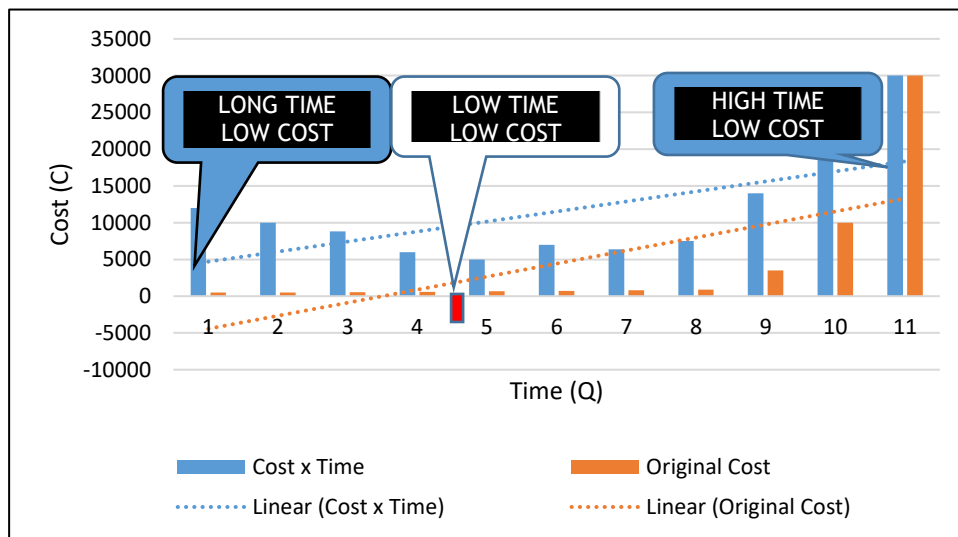 35000
30000
25000
20000
15000
10000
5000
0
-5000
-10000
Cost (C)
LONG TIME
LOW COST
LOW TIME
LOW COST
HIGH TIME
LOW COST
1 2 3 4 5 6 7 8 9 10 11
Time (Q)
Cost x Time
Original Cost
Linear (Cost x Time)
Linear (Original Cost)